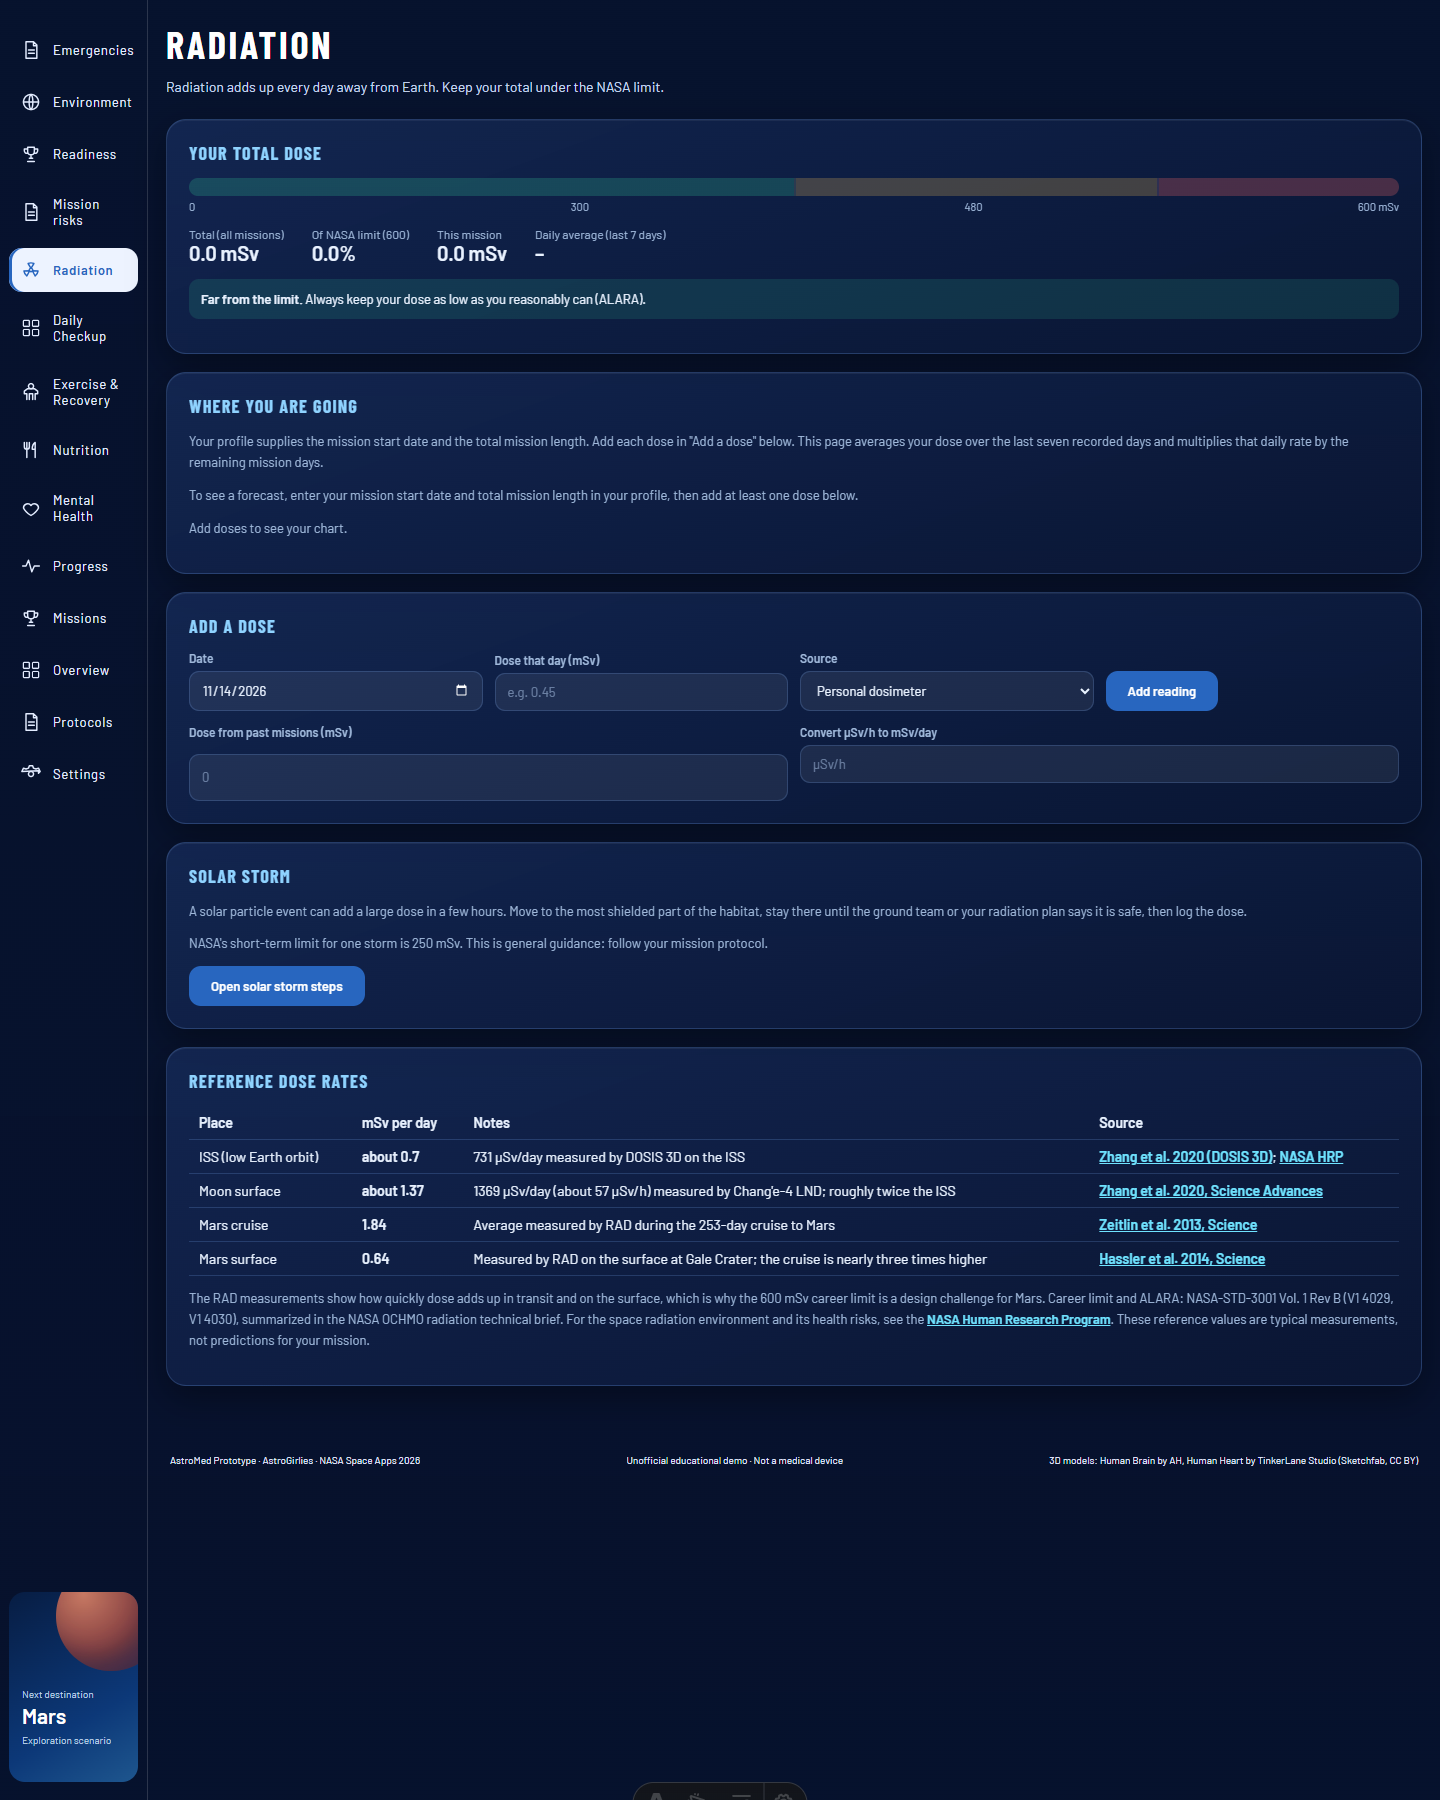 Emergencies
Environment
Readiness
Mission
risks
Radiation
Daily
Checkup
Exercise &
Recovery
Nutrition
Mental
Health
Progress
Missions
Overview
Protocols
Settings
Next destination
Mars
Exploration scenario
RADIATION
Radiation adds up every day away from Earth. Keep your total under the NASA limit.
YOUR TOTAL DOSE
0 300 480 600 mSv
Total (all missions) Of NASA limit (600) This mission Daily average (last 7 days)
0.0 mSv 0.0% 0.0 mSv –
Far from the limit. Always keep your dose as low as you reasonably can (ALARA).
WHERE YOU ARE GOING
Your profile supplies the mission start date and the total mission length. Add each dose in "Add a dose" below. This page averages your dose over the last seven recorded days and multiplies that daily rate by the
remaining mission days.
To see a forecast, enter your mission start date and total mission length in your profile, then add at least one dose below.
Add doses to see your chart.
ADD A DOSE
Date Dose that day (mSv) Source
11/14/2026 e.g. 0.45 Personal dosimeter Add reading
Dose from past missions (mSv) Convert µSv/h to mSv/day
0 µSv/h
SOLAR STORM
A solar particle event can add a large dose in a few hours. Move to the most shielded part of the habitat, stay there until the ground team or your radiation plan says it is safe, then log the dose.
NASA's short-term limit for one storm is 250 mSv. This is general guidance: follow your mission protocol.
Open solar storm steps
REFERENCE DOSE RATES
Place mSv per day Notes Source
ISS (low Earth orbit) about 0.7 731 µSv/day measured by DOSIS 3D on the ISS Zhang et al. 2020 (DOSIS 3D); NASA HRP
Moon surface about 1.37 1369 µSv/day (about 57 µSv/h) measured by Chang'e-4 LND; roughly twice the ISS Zhang et al. 2020, Science Advances
Mars cruise 1.84 Average measured by RAD during the 253-day cruise to Mars Zeitlin et al. 2013, Science
Mars surface 0.64 Measured by RAD on the surface at Gale Crater; the cruise is nearly three times higher Hassler et al. 2014, Science
The RAD measurements show how quickly dose adds up in transit and on the surface, which is why the 600 mSv career limit is a design challenge for Mars. Career limit and ALARA: NASA-STD-3001 Vol. 1 Rev B (V1 4029,
V1 4030), summarized in the NASA OCHMO radiation technical brief. For the space radiation environment and its health risks, see the NASA Human Research Program. These reference values are typical measurements,
not predictions for your mission.
AstroMed Prototype · AstroGirlies · NASA Space Apps 2026 Unofficial educational demo · Not a medical device 3D models: Human Brain by AH, Human Heart by TinkerLane Studio (Sketchfab, CC BY)